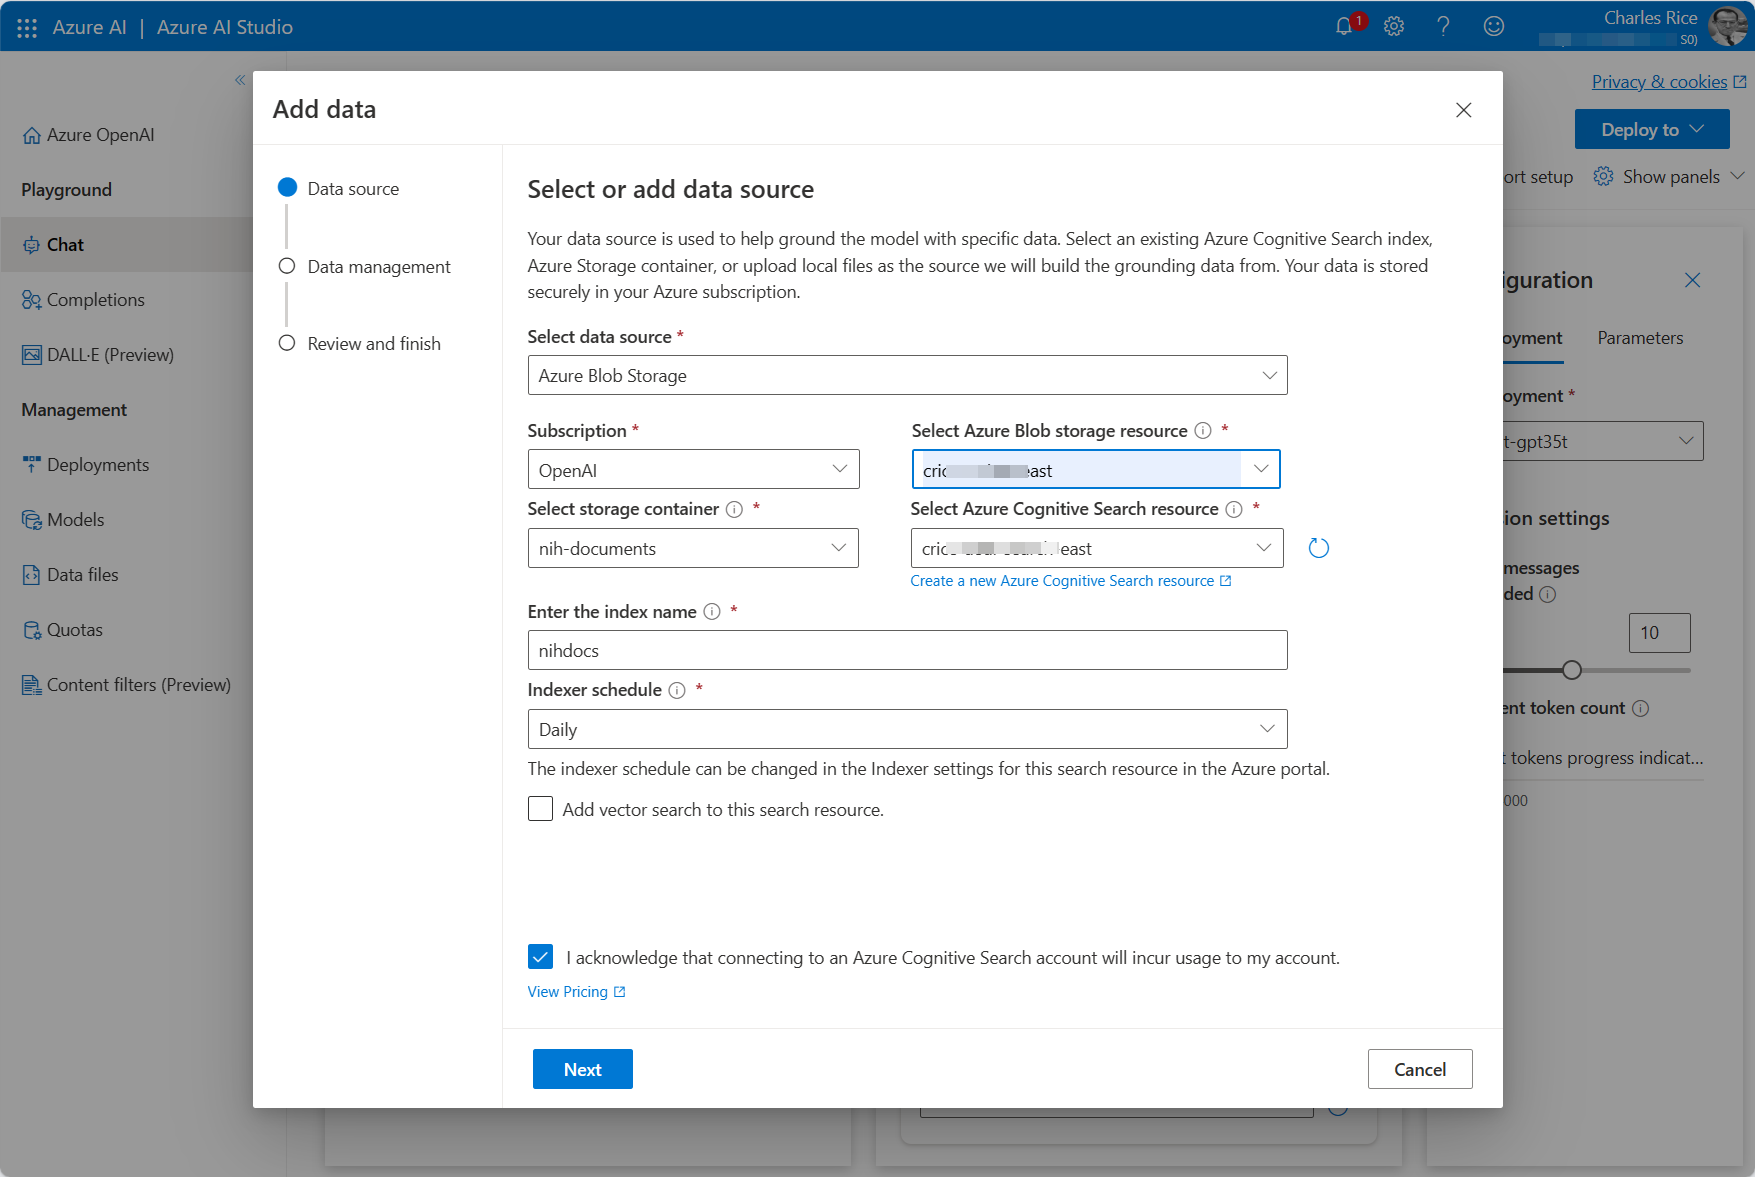 Azure AI | Azure AI Studio
1
Charles Rice
S0)
Privacy & cookies
Deploy to
ort setup
Show panels
Azure OpenAI
Playground
Chat
Completions
DALL·E (Preview)
Management
Deployments
Models
Data files
Quotas
Content filters (Preview)
Add data
Data source
Data management
Review and finish
Select or add data source
Your data source is used to help ground the model with specific data. Select an existing Azure Cognitive Search index,
Azure Storage container, or upload local files as the source we will build the grounding data from. Your data is stored
securely in your Azure subscription.
Select data source *
Azure Blob Storage
Subscription *
OpenAI
Select Azure Blob storage resource *
east
Select storage container *
nih-documents
Select Azure Cognitive Search resource *
east
Create a new Azure Cognitive Search resource
Enter the index name *
nihdocs
Indexer schedule *
Daily
The indexer schedule can be changed in the Indexer settings for this search resource in the Azure portal.
Add vector search to this search resource.
I acknowledge that connecting to an Azure Cognitive Search account will incur usage to my account.
View Pricing
Next
Cancel
iguration
oyment
Parameters
oyment *
t-gpt35t
ion settings
messages
ded
10
ent token count
t tokens progress indicat...
000